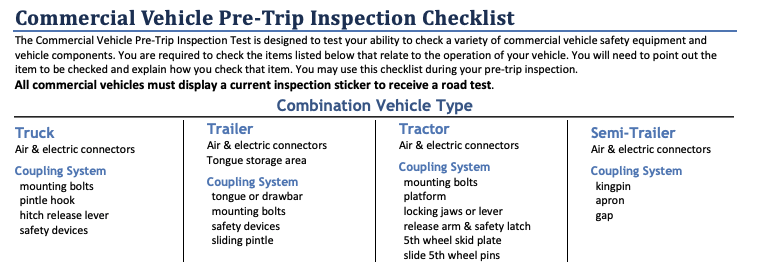 Commercial Vehicle Pre-Trip Inspection Checklist
The Commercial Vehicle Pre-Trip Inspection Test is designed to test your ability to check a variety of commercial vehicle safety equipment and
vehicle components. You are required to check the items listed below that relate to the operation of your vehicle. You will need to point out the
item to be checked and explain how you check that item. You may use this checklist during your pre-trip inspection.
All commercial vehicles must display a current inspection sticker to receive a road test.
Combination Vehicle Type
Truck
Air & electric connectors
Coupling System
mounting bolts
pintle hook
hitch release lever
safety devices
Trailer
Air & electric connectors
Tongue storage area
Coupling System
tongue or drawbar
mounting bolts
safety devices
sliding pintle
Tractor
Air & electric connectors
Coupling System
mounting bolts
platform
locking jaws or lever
release arm & safety latch
5th wheel skid plate
slide 5th wheel pins
Semi-Trailer
Air & electric connectors
Coupling System
kingpin
apron
gap